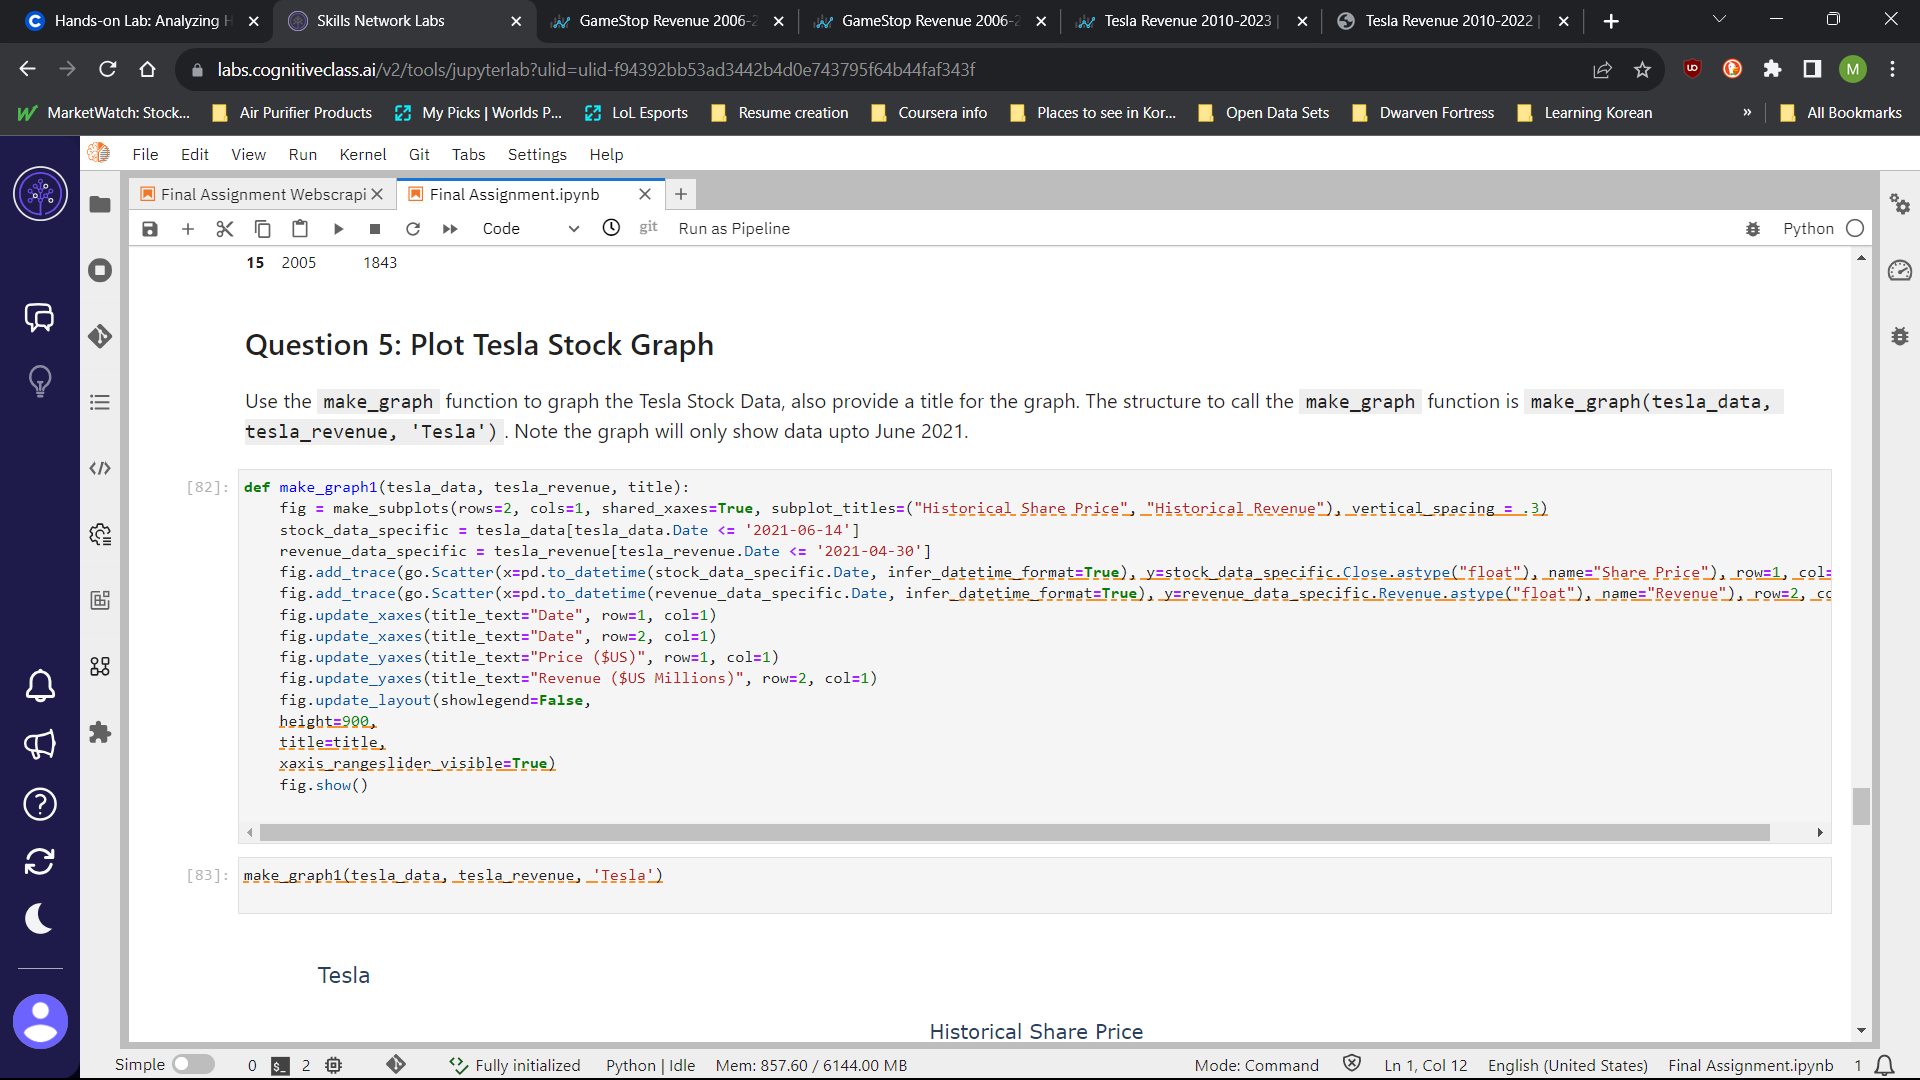 Hands-on Lab: Analyzing H
Skills Network Labs
GameStop Revenue 2006-2
GameStop Revenue 2006-2
Tesla Revenue 2010-2023 |
Tesla Revenue 2010-2022 |
labs.cognitiveclass.ai/v2/tools/jupyterlab?ulid=ulid-f94392bb53ad3442b4d0e743795f64b44faf343f
M
MarketWatch: Stock...
Air Purifier Products
My Picks | Worlds P...
LoL Esports
Resume creation
Coursera info
Places to see in Kor...
Open Data Sets
Dwarven Fortress
Learning Korean
»
All Bookmarks
File Edit View Run Kernel Git Tabs Settings Help
Final Assignment Webscrapi
Final Assignment.ipynb
Code
git
Run as Pipeline
Python
15 2005 1843
Question 5: Plot Tesla Stock Graph
Use the make_graph function to graph the Tesla Stock Data, also provide a title for the graph. The structure to call the make_graph function is make_graph(tesla_data,
tesla_revenue, 'Tesla') . Note the graph will only show data upto June 2021.
[82]: def make_graph1(tesla_data, tesla_revenue, title):
fig = make_subplots(rows=2, cols=1, shared_xaxes=True, subplot_titles=("Historical Share Price", "Historical Revenue"), vertical_spacing = .3)
stock_data_specific = tesla_data[tesla_data.Date <= '2021-06-14']
revenue_data_specific = tesla_revenue[tesla_revenue.Date <= '2021-04-30']
fig.add_trace(go.Scatter(x=pd.to_datetime(stock_data_specific.Date, infer_datetime_format=True), y=stock_data_specific.Close.astype("float"), name="Share Price"), row=1, col=
fig.add_trace(go.Scatter(x=pd.to_datetime(revenue_data_specific.Date, infer_datetime_format=True), y=revenue_data_specific.Revenue.astype("float"), name="Revenue"), row=2, co
fig.update_xaxes(title_text="Date", row=1, col=1)
fig.update_xaxes(title_text="Date", row=2, col=1)
fig.update_yaxes(title_text="Price ($US)", row=1, col=1)
fig.update_yaxes(title_text="Revenue ($US Millions)", row=2, col=1)
fig.update_layout(showlegend=False,
height=900,
title=title,
xaxis_rangeslider_visible=True)
fig.show()
[83]: make_graph1(tesla_data, tesla_revenue, 'Tesla')
Tesla
Historical Share Price
Simple
0
2
Fully initialized
Python | Idle
Mem: 857.60 / 6144.00 MB
Mode: Command
Ln 1, Col 12
English (United States)
Final Assignment.ipynb
1